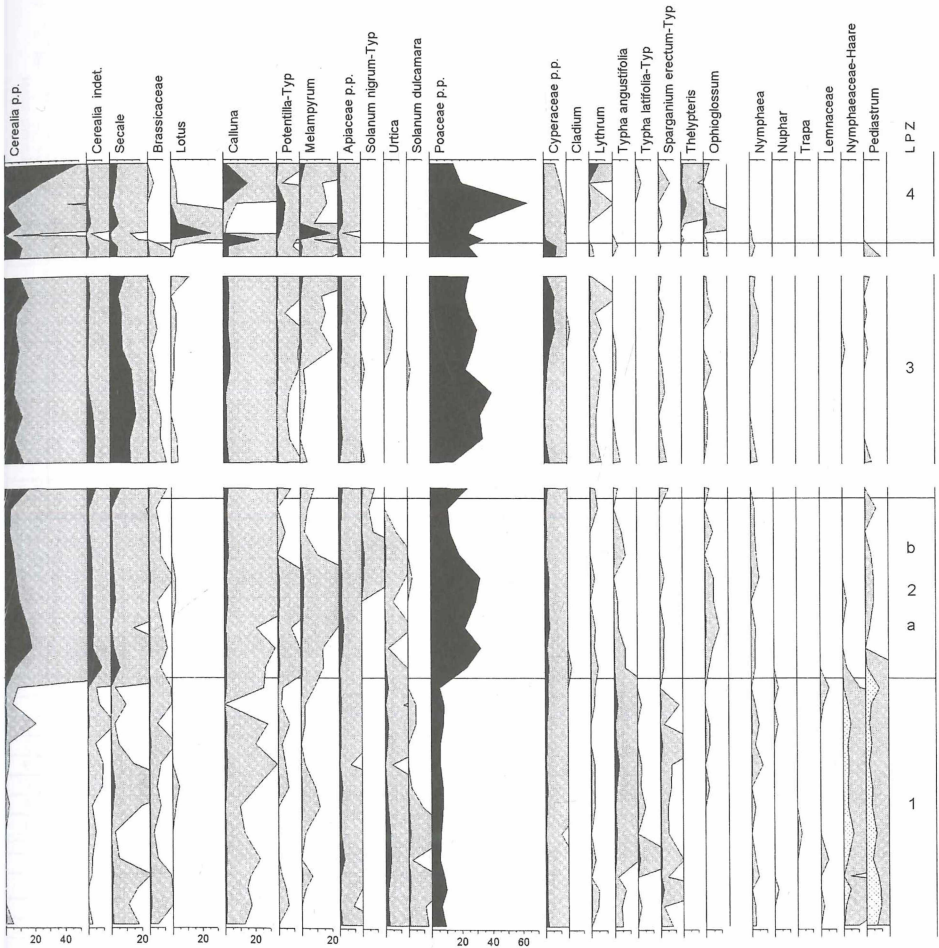 Cerealia p.p.
Cerealia indet.
Secale
Brassicaceae
Lotus
Calluna
Potentilla-Typ
Melampyrum
Apiaceae p.p.
Solanum nigrum-Typ
Urtica
Solanum dulcamara
Poaceae p.p.
Cyperaceae p.p.
Cladium
Lythrum
Typha angustifolia
Typha latifolia-Typ
Sparganium erectum-Typ
Thelypteris
Ophioglossum
Nymphaea
Nuphar
Trapa
Lemnaceae
Nymphaeaceae-Haare
Pediastrum
L P Z
4
3
b
2
a
1
20 40
20
20
20
20 40 60